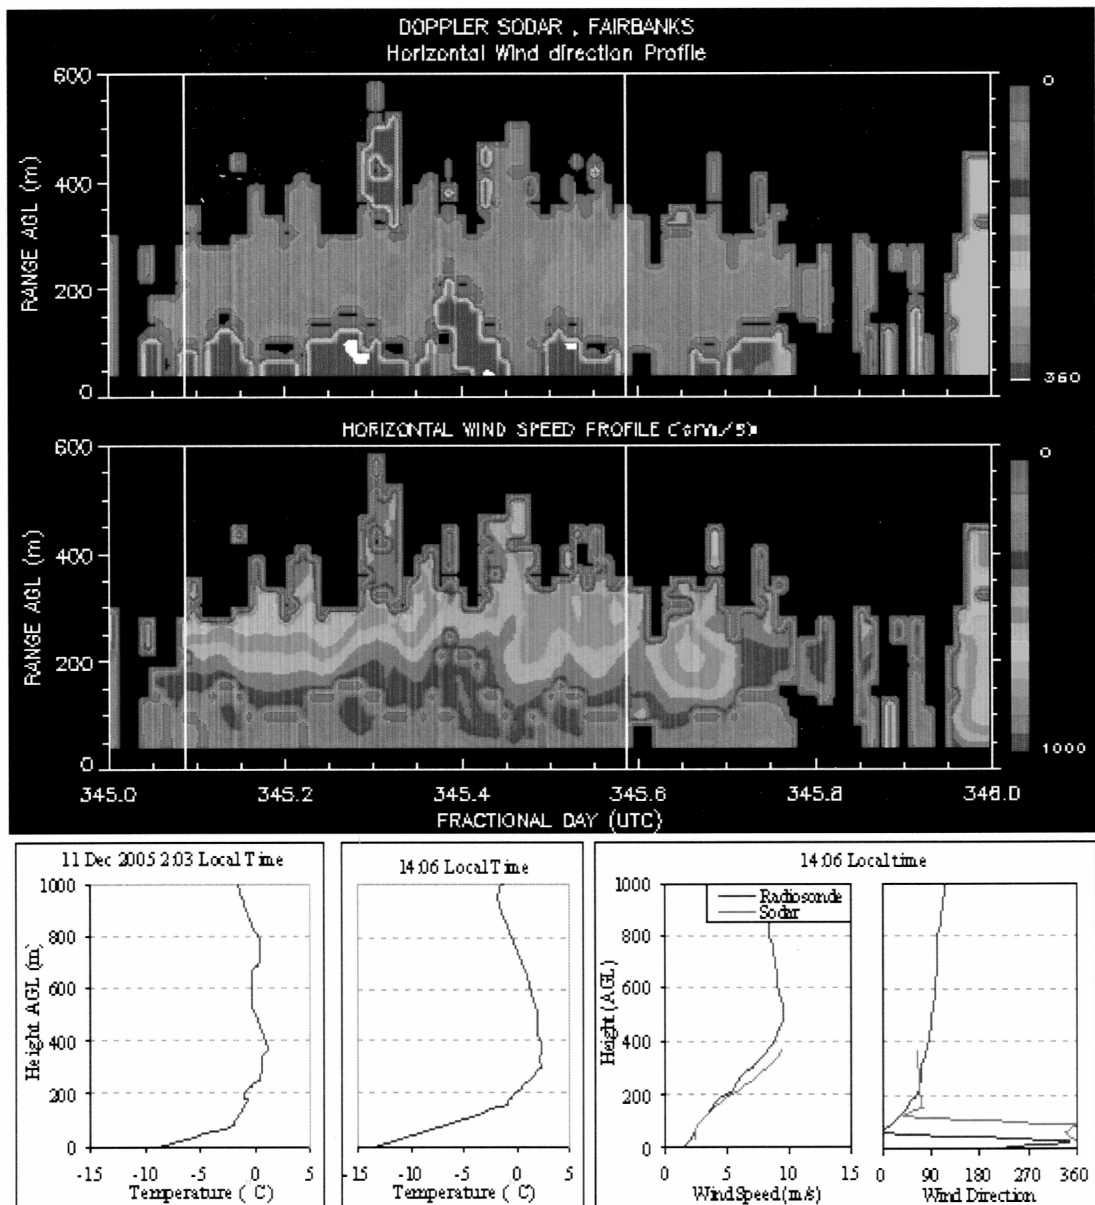 DOPPLER SODAR , FAIRBANKS
Horizontal Wind direction Profile
600
400
200
0
RANGE AGL (m)
0
360
HORIZONTAL WIND SPEED PROFILE (*cmm/s)*
600
400
200
0
RANGE AGL (m)
0
1000
345.0 345.2 345.4 345.6 345.8 346.0
FRACTIONAL DAY (UTC)
11 Dec 2005 2:03 Local Time
1000
800
600
400
200
0
Height AGL (m)
-15 -10 -5 0 5
Temperature (˚C)
14:06 Local Time
-15 -10 -5 0 5
Temperature (˚C)
14:06 Local time
Radiosonde
Sodar
1000
800
600
400
200
0
Height (AGL)
0 5 10 15
Wind Speed (m/s)
0 90 180 270 360
Wind Direction